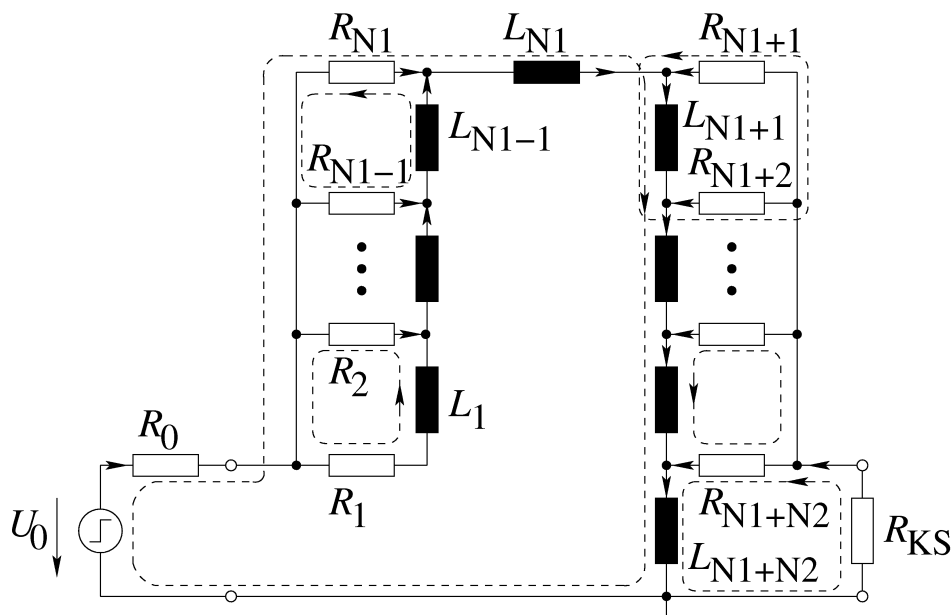 R_N1 L_N1 R_N1+1
L_N1−1 L_N1+1
R_N1−1 R_N1+2
R_2
L_1
R_0
R_1 R_N1+N2
U_0 R_KS
L_N1+N2